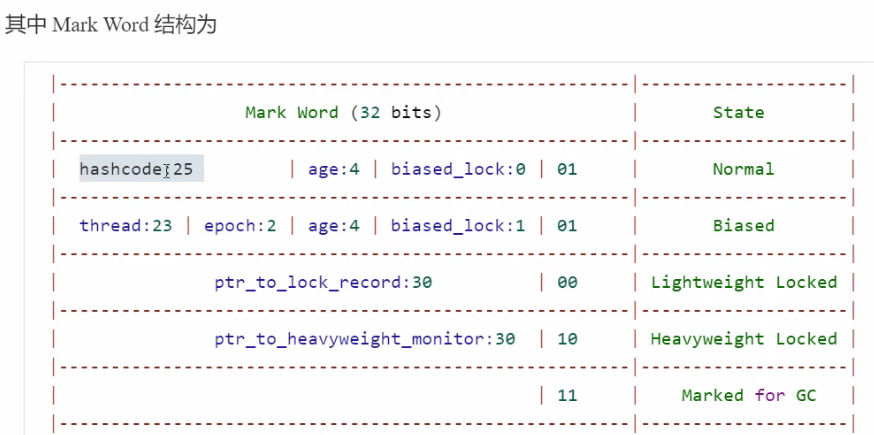 其中 Mark Word 结构为
|-------------------------------------------------------|--------------------|
| Mark Word (32 bits) | State |
|-------------------------------------------------------|--------------------|
| hashcode:25 | age:4 | biased_lock:0 | 01 | Normal |
|-------------------------------------------------------|--------------------|
| thread:23 | epoch:2 | age:4 | biased_lock:1 | 01 | Biased |
|-------------------------------------------------------|--------------------|
| ptr_to_lock_record:30 | 00 | Lightweight Locked |
|-------------------------------------------------------|--------------------|
| ptr_to_heavyweight_monitor:30 | 10 | Heavyweight Locked |
|-------------------------------------------------------|--------------------|
| | 11 | Marked for GC |
|-------------------------------------------------------|--------------------|